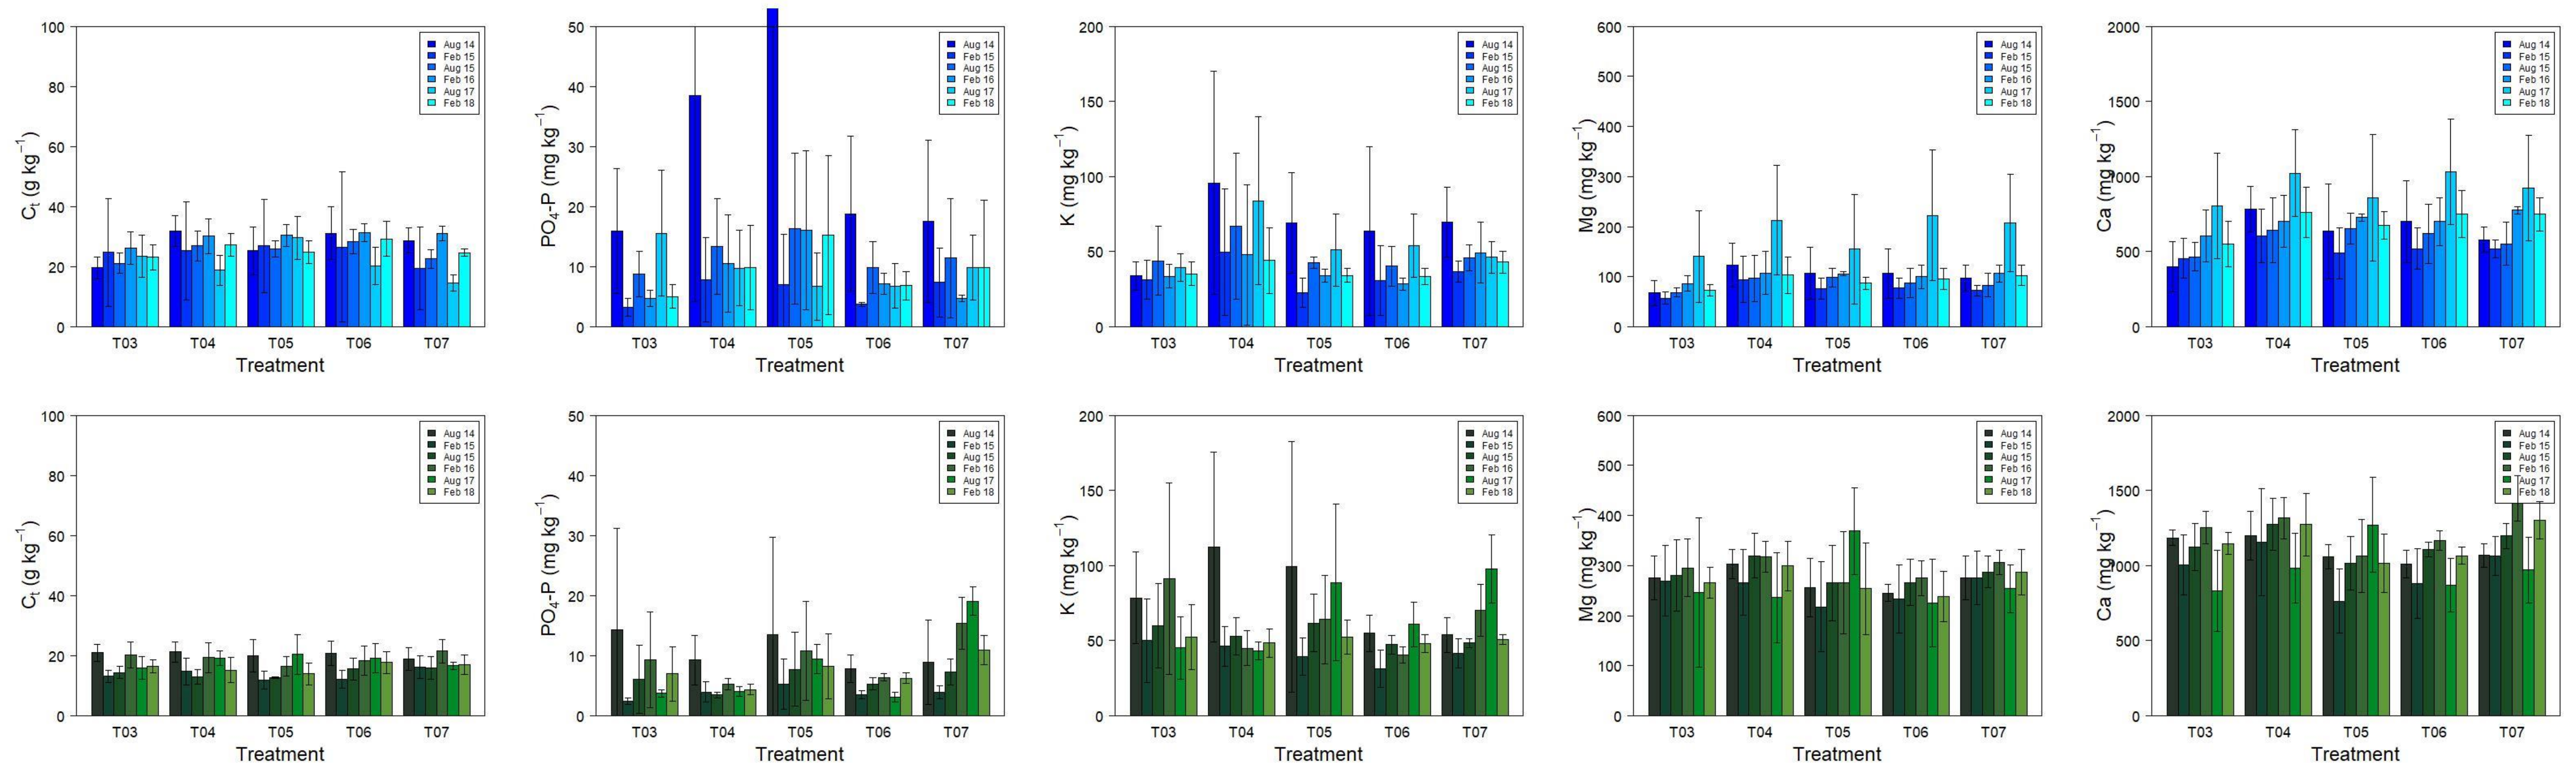 100
80
60
40
20
0
Cₜ (g kg⁻¹)
Aug 14
Feb 15
Aug 15
Feb 16
Aug 17
Feb 18
T03 T04 T05 T06 T07
Treatment
50
40
30
20
10
0
PO₄-P (mg kg⁻¹)
Aug 14
Feb 15
Aug 15
Feb 16
Aug 17
Feb 18
T03 T04 T05 T06 T07
Treatment
200
150
100
50
0
K (mg kg⁻¹)
Aug 14
Feb 15
Aug 15
Feb 16
Aug 17
Feb 18
T03 T04 T05 T06 T07
Treatment
600
500
400
300
200
100
0
Mg (mg kg⁻¹)
Aug 14
Feb 15
Aug 15
Feb 16
Aug 17
Feb 18
T03 T04 T05 T06 T07
Treatment
2000
1500
1000
500
0
Ca (mg kg⁻¹)
Aug 14
Feb 15
Aug 15
Feb 16
Aug 17
Feb 18
T03 T04 T05 T06 T07
Treatment
100
80
60
40
20
0
Cₜ (g kg⁻¹)
Aug 14
Feb 15
Aug 15
Feb 16
Aug 17
Feb 18
T03 T04 T05 T06 T07
Treatment
50
40
30
20
10
0
PO₄-P (mg kg⁻¹)
Aug 14
Feb 15
Aug 15
Feb 16
Aug 17
Feb 18
T03 T04 T05 T06 T07
Treatment
200
150
100
50
0
K (mg kg⁻¹)
Aug 14
Feb 15
Aug 15
Feb 16
Aug 17
Feb 18
T03 T04 T05 T06 T07
Treatment
600
500
400
300
200
100
0
Mg (mg kg⁻¹)
Aug 14
Feb 15
Aug 15
Feb 16
Aug 17
Feb 18
T03 T04 T05 T06 T07
Treatment
2000
1500
1000
500
0
Ca (mg kg⁻¹)
Aug 14
Feb 15
Aug 15
Feb 16
Aug 17
Feb 18
T03 T04 T05 T06 T07
Treatment